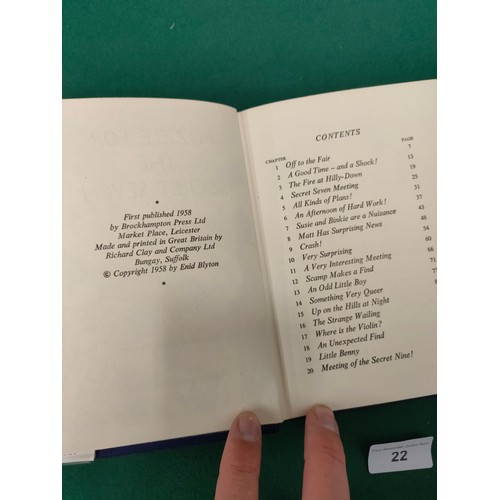 First published 1958
by Brockhampton Press Ltd
Market Place, Leicester
Made and printed in Great Britain by
Richard Clay and Company Ltd
Bungay, Suffolk
© Copyright 1958 by Enid Blyton
CONTENTS
CHAPTER PAGE
1 Off to the Fair 7
2 A Good Time – and a Shock! 13
3 The Fire at Hilly-Down 19
4 Secret Seven Meeting 25
5 All Kinds of Plans! 31
6 An Afternoon of Hard Work! 37
7 Susie and Binkie are a Nuisance 43
8 Matt Has Surprising News 46
9 Crash! 54
10 Very Surprising 60
11 A Very Interesting Meeting 66
12 Scamp Makes a Find 71
13 An Odd Little Boy 77
14 Something Very Queer
15 Up on the Hills at Night
16 The Strange Wailing
17 Where is the Violin?
18 An Unexpected Find
19 Little Benny
20 Meeting of the Secret Nine!
22